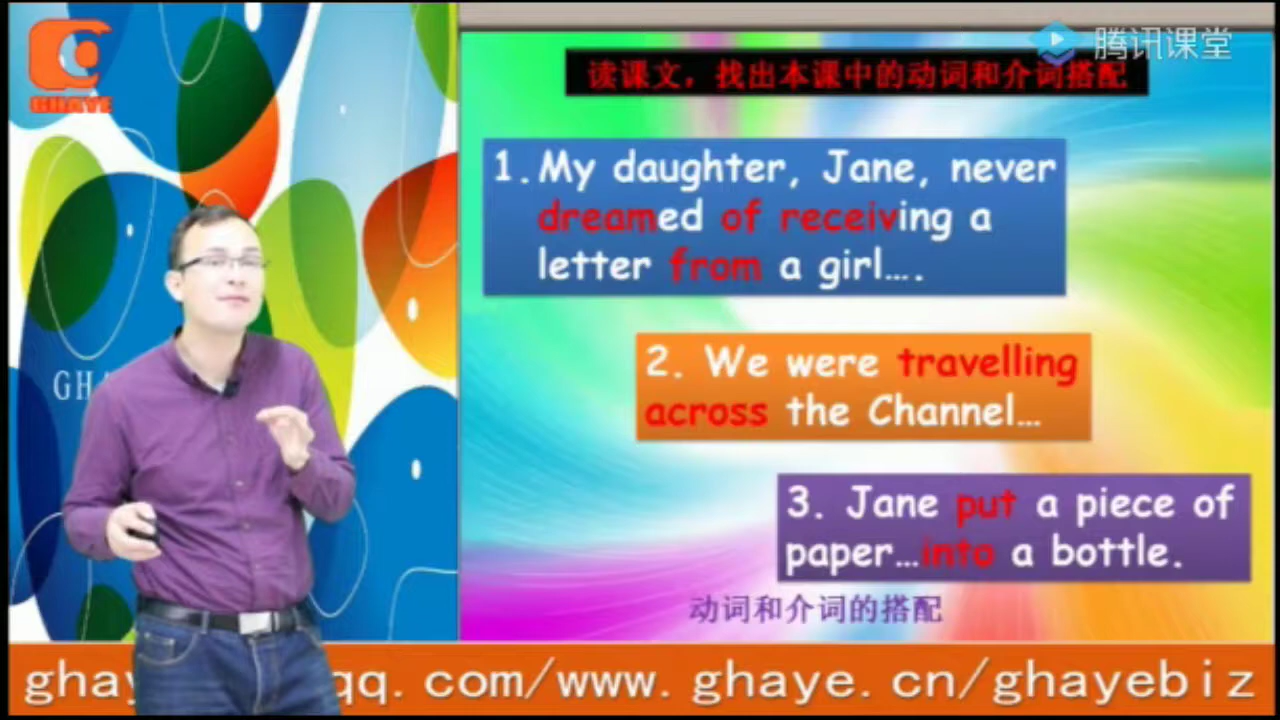 GHAYE
腾讯课堂
读课文，找出本课中的动词和介词搭配
1. My daughter, Jane, never
dreamed of receiving a
letter from a girl….
2. We were travelling
across the Channel…
3. Jane put a piece of
paper…into a bottle.
动词和介词的搭配
qq.com/www.ghaye.cn/ghayebiz